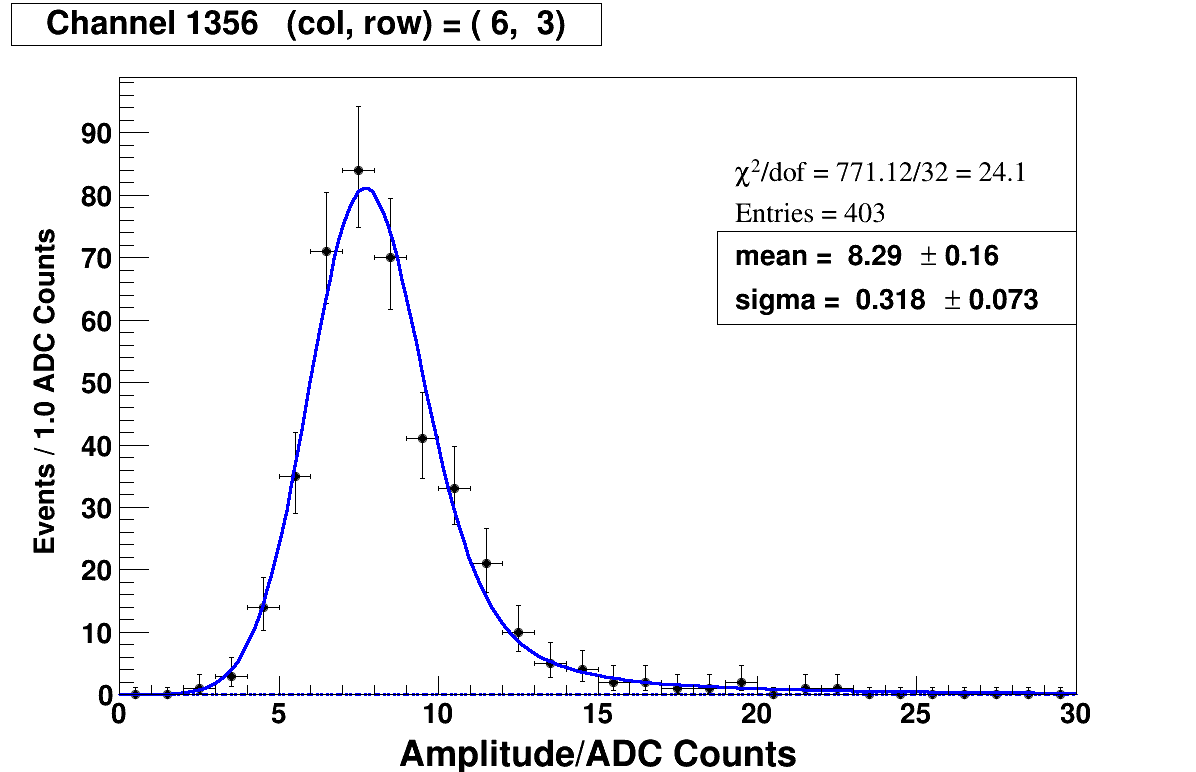 Channel 1356 (col, row) = ( 6, 3)
90
80
70
60
50
40
30
20
10
0
Events / 1.0 ADC Counts
χ²/dof = 771.12/32 = 24.1
Entries = 403
mean = 8.29 ± 0.16
sigma = 0.318 ± 0.073
0 5 10 15 20 25 30
Amplitude/ADC Counts